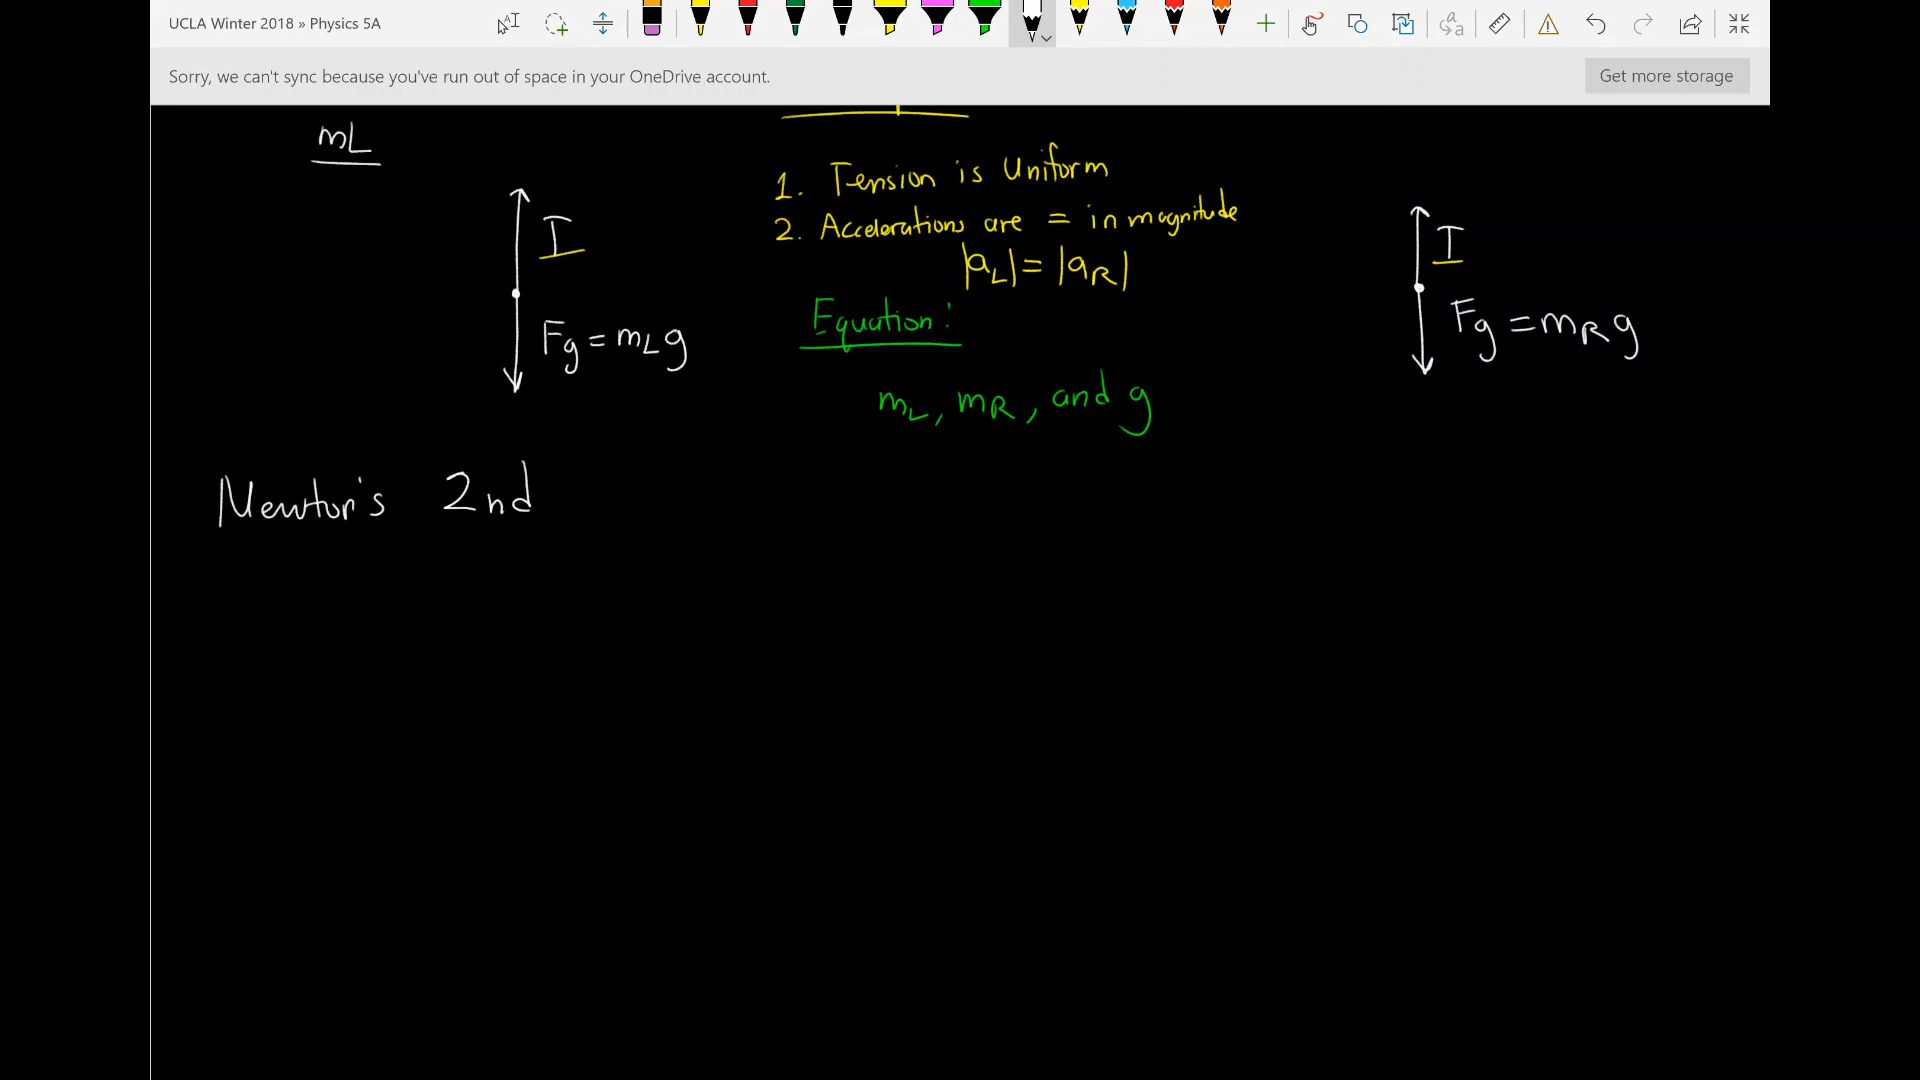 UCLA Winter 2018 » Physics 5A
Sorry, we can't sync because you've run out of space in your OneDrive account.
Get more storage
mL
1. Tension is Uniform
2. Accelerations are = in magnitude
|aL| = |aR|
T
Fg = mLg
T
Fg = mRg
Equation:
mL, mR, and g
Newton's 2nd